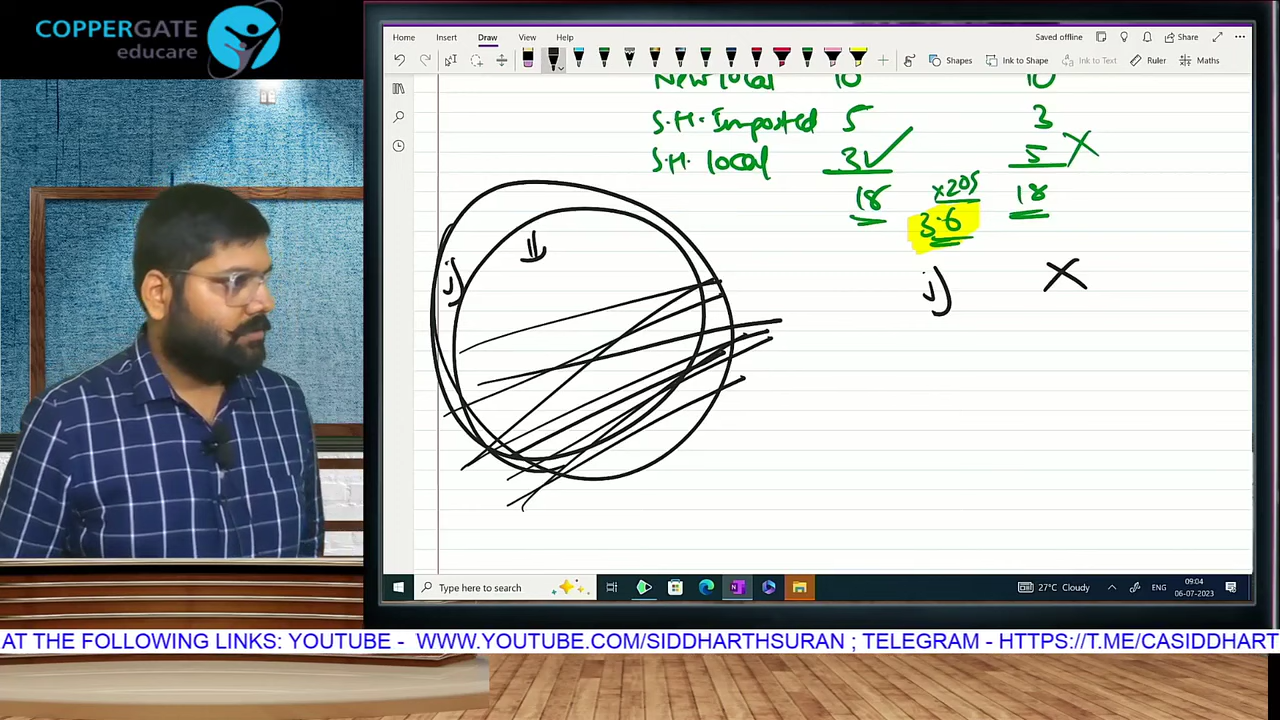 COPPERGATE
educare
Home Insert Draw View Help
Saved offline
Share
Shapes
Ink to Shape
Ink to Text
Ruler
Maths
New local 10 10
S.H. Imported 5 3
S.H. local 3 5
18 18
3.6
i)
i)
II
Type here to search
27°C Cloudy
ENG
09:04
06-07-2023
AT THE FOLLOWING LINKS: YOUTUBE - WWW.YOUTUBE.COM/SIDDHARTHSURAN ; TELEGRAM - HTTPS://T.ME/CASIDDHART